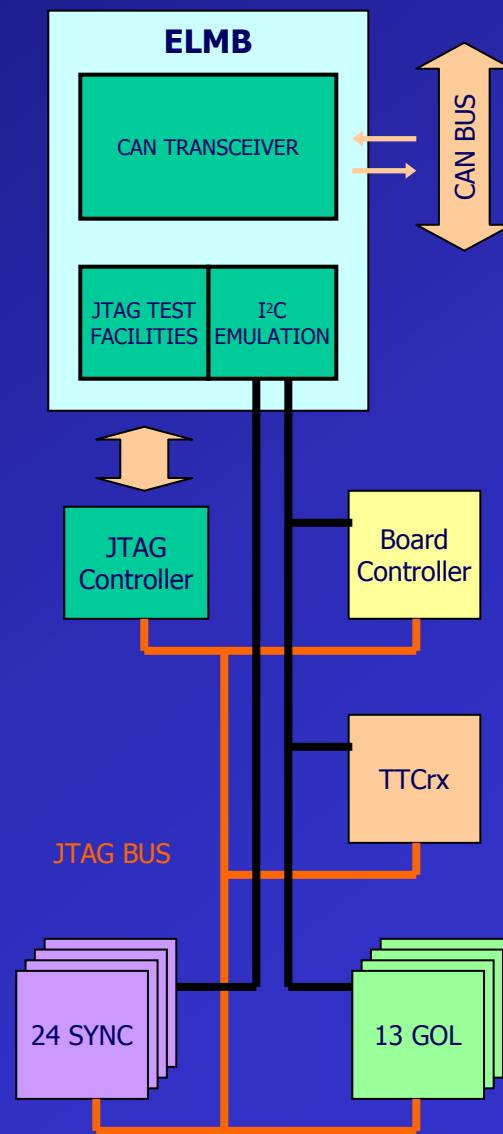 ELMB
CAN TRANSCEIVER
CAN BUS
JTAG TEST
FACILITIES
I²C
EMULATION
JTAG
Controller
Board
Controller
TTCrx
JTAG BUS
24 SYNC
13 GOL